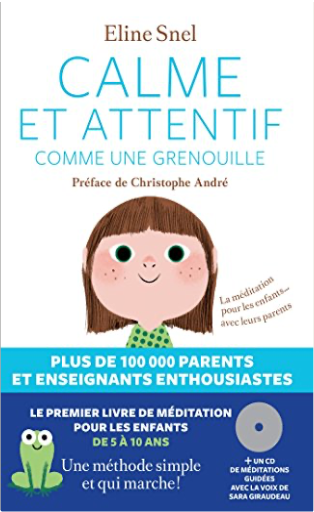 Eline Snel
CALME
ET ATTENTIF
COMME UNE GRENOUILLE
Préface de Christophe André
La méditation
pour les enfants...
avec leurs parents
PLUS DE 100 000 PARENTS
ET ENSEIGNANTS ENTHOUSIASTES
LE PREMIER LIVRE DE MÉDITATION
POUR LES ENFANTS
DE 5 À 10 ANS
Une méthode simple
et qui marche !
+ UN CD
DE MÉDITATIONS
GUIDÉES
AVEC LA VOIX DE
SARA GIRAUDEAU